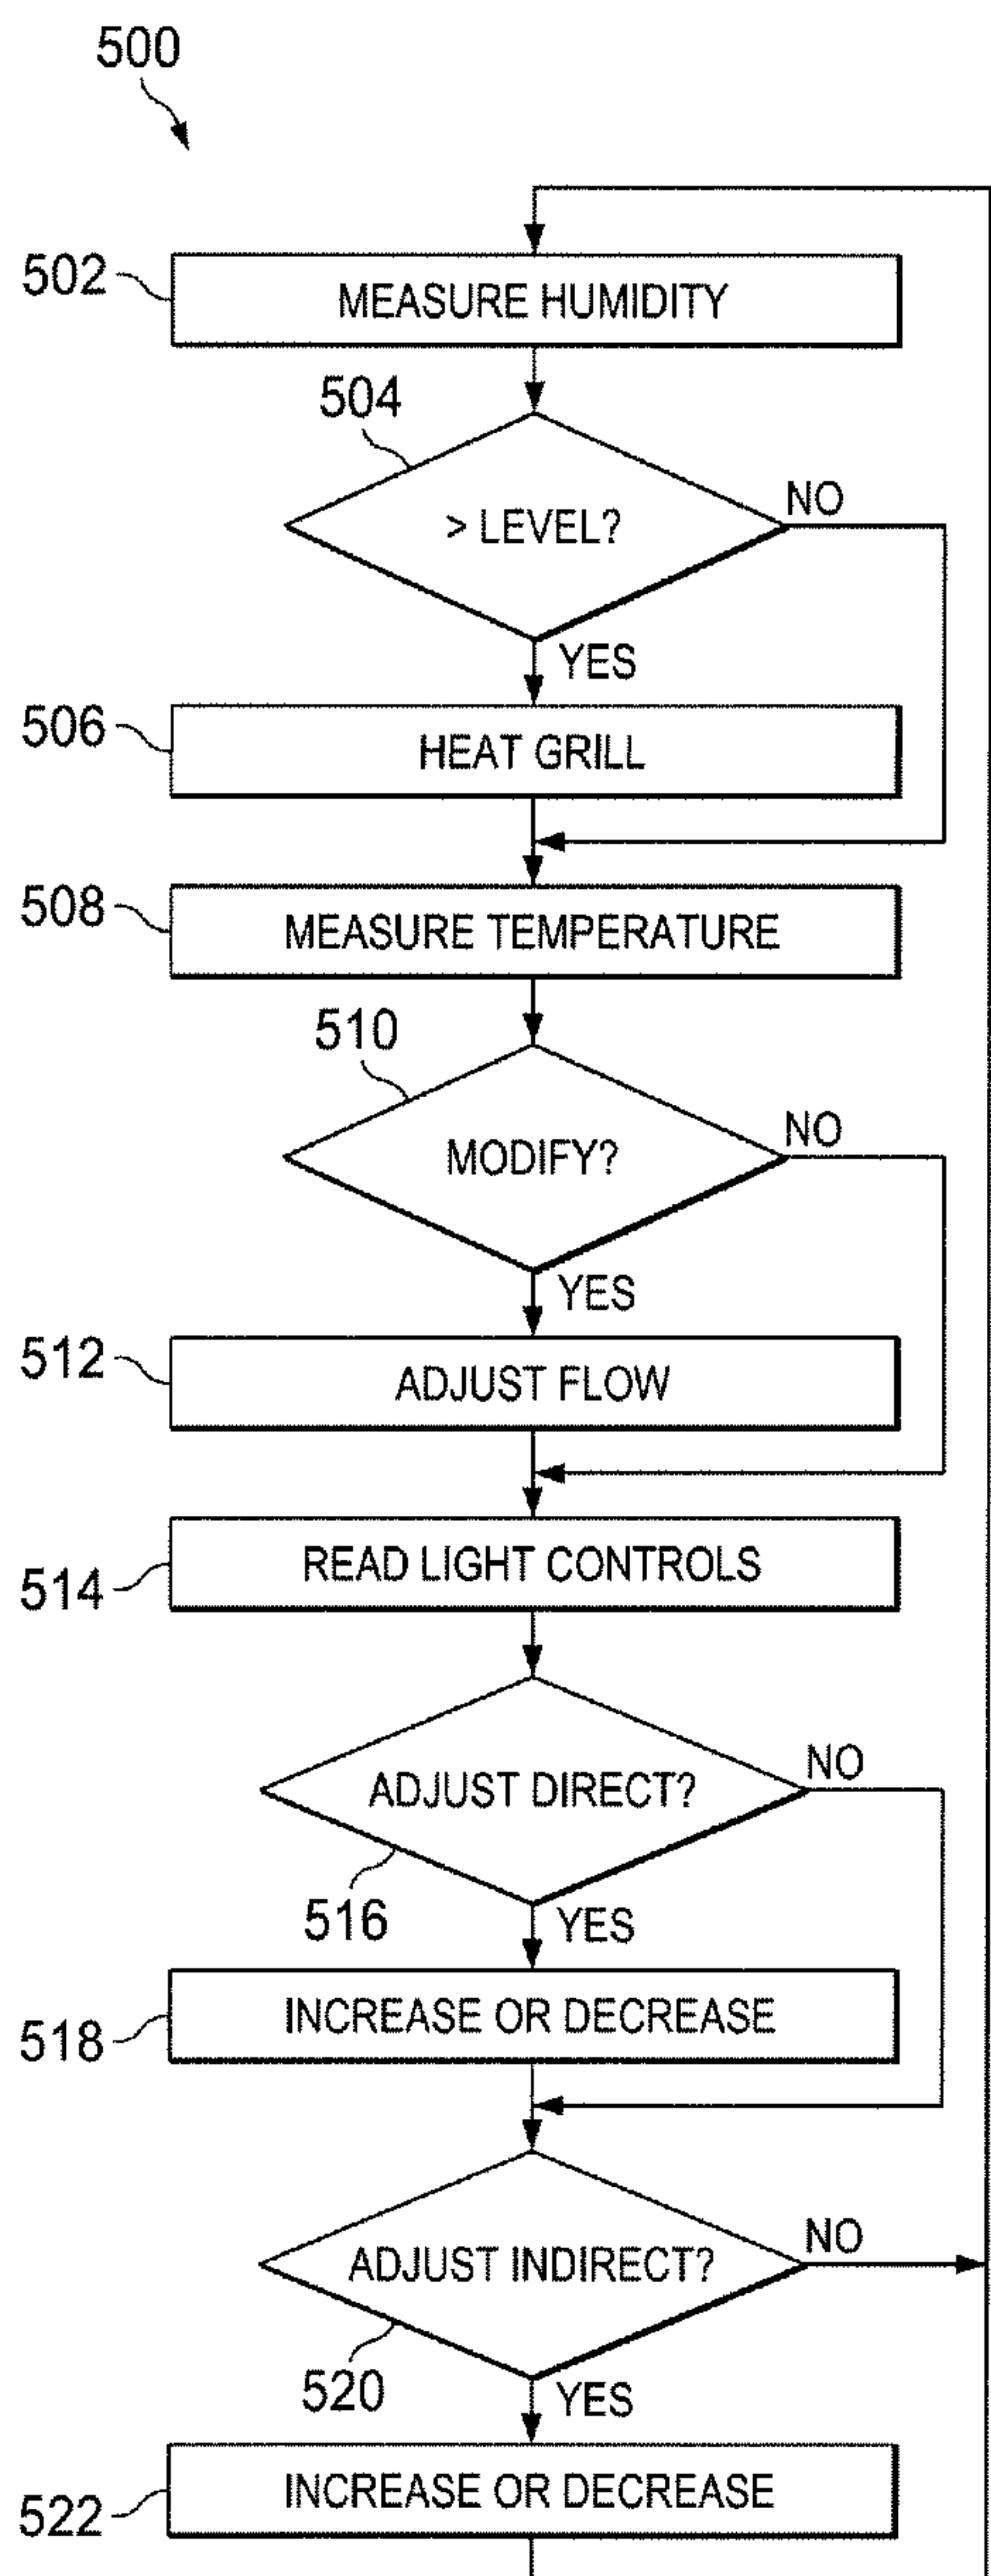 500
502
MEASURE HUMIDITY
504
> LEVEL?
NO
YES
506
HEAT GRILL
508
MEASURE TEMPERATURE
510
MODIFY?
NO
YES
512
ADJUST FLOW
514
READ LIGHT CONTROLS
ADJUST DIRECT?
NO
516
YES
518
INCREASE OR DECREASE
ADJUST INDIRECT?
NO
520
YES
522
INCREASE OR DECREASE